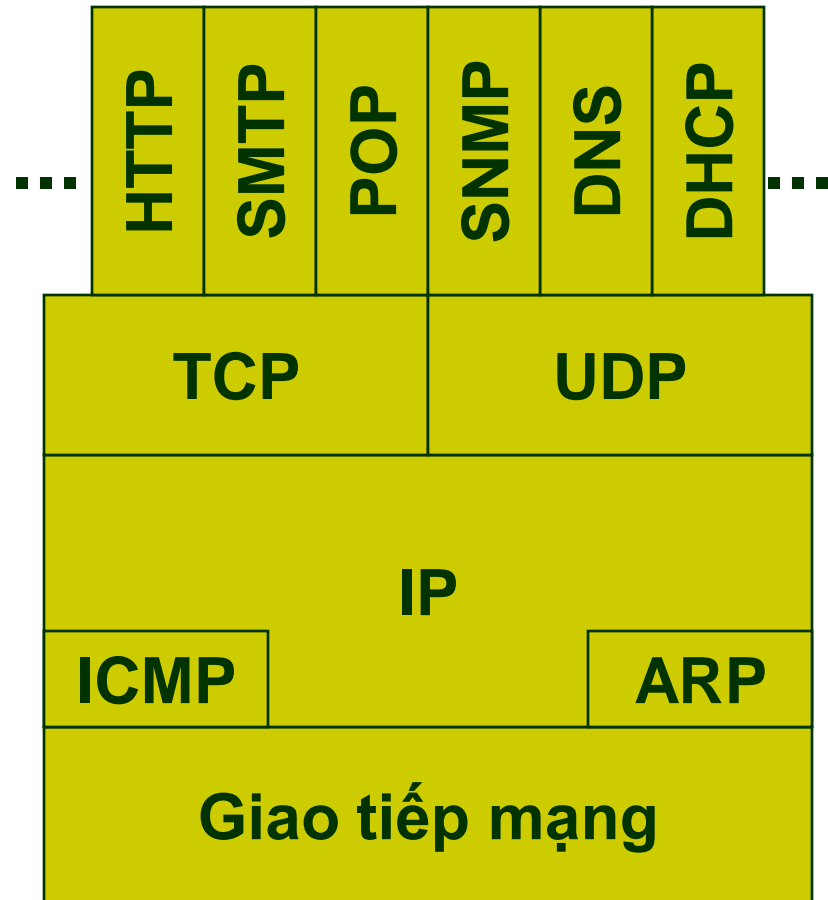 HTTP
SMTP
POP
SNMP
DNS
DHCP
TCP
UDP
IP
ICMP
ARP
Giao tiếp mạng